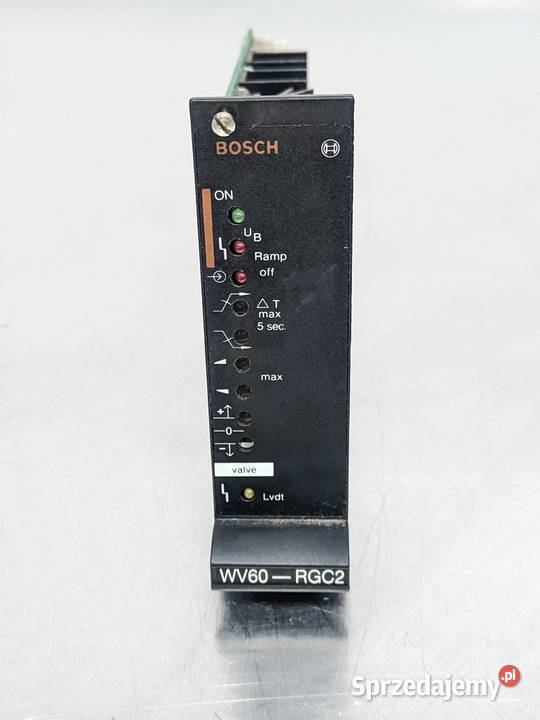 BOSCH
ON
U B
Ramp
off
△ T
max
5 sec.
max
+
0
−
valve
Lvdt
WV60 — RGC2
Sprzedajemy.pl